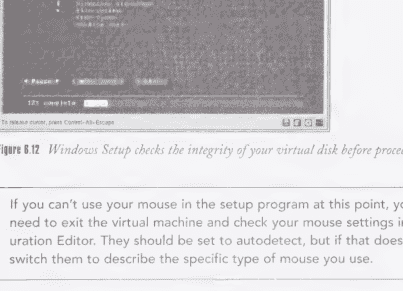 12% complete
To release cursor, press Control-Alt-Escape
Figure 6.12 Windows Setup checks the integrity of your virtual disk before procee
If you can't use your mouse in the setup program at this point, yo
need to exit the virtual machine and check your mouse settings in
uration Editor. They should be set to autodetect, but if that does
switch them to describe the specific type of mouse you use.